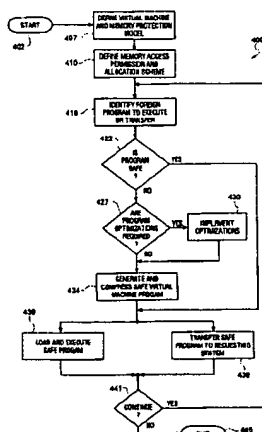 START
402
DEFINE VIRTUAL MACHINE
AND MEMORY PROTECTION
MODEL
407
400
DEFINE MEMORY ACCESS
PERMISSION AND
ALLOCATION SCHEME
410
IDENTIFY FOREIGN
PROGRAM TO EXECUTE
OR TRANSFER
418
422
IS
PROGRAM
SAFE
?
YES
NO
427
ARE
PROGRAM
OPTIMIZATIONS
REQUIRED
?
YES
430
IMPLEMENT
OPTIMIZATIONS
NO
GENERATE AND
COMPRESS SAFE VIRTUAL
MACHINE PROGRAM
434
LOAD AND EXECUTE
SAFE PROGRAM
TRANSFER SAFE
PROGRAM TO REQUESTING
SYSTEM
438
441
CONTINUE
?
YES
NO
445